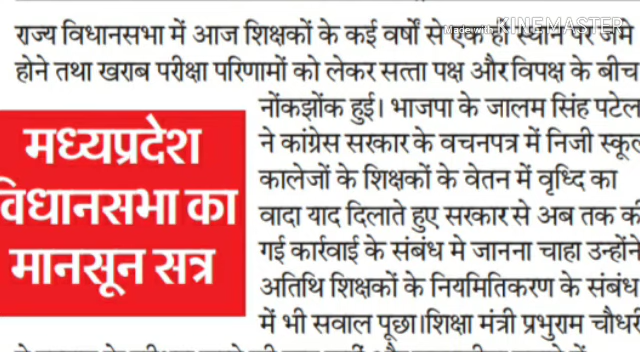 Made with KINEMASTER
राज्य विधानसभा में आज शिक्षकों के कई वर्षों से एक ही स्थान पर जमे
होने तथा खराब परीक्षा परिणामों को लेकर सत्ता पक्ष और विपक्ष के बीच
नोंकझोंक हुई। भाजपा के जालम सिंह पटेल
ने कांग्रेस सरकार के वचनपत्र में निजी स्कूल
कालेजों के शिक्षकों के वेतन में वृध्दि का
वादा याद दिलाते हुए सरकार से अब तक की
गई कार्रवाई के संबंध मे जानना चाहा उन्होंने
अतिथि शिक्षकों के नियमितिकरण के संबंध
में भी सवाल पूछा।शिक्षा मंत्री प्रभुराम चौधरी
मध्यप्रदेश
विधानसभा का
मानसून सत्र